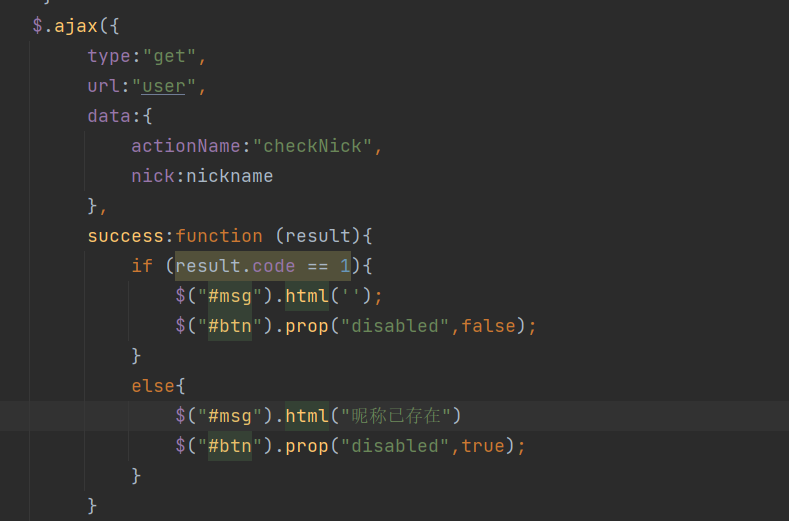 }
$.ajax({
type:"get",
url:"user",
data:{
actionName:"checkNick",
nick:nickname
},
success:function (result){
if (result.code == 1){
$("#msg").html('');
$("#btn").prop("disabled",false);
}
else{
$("#msg").html("昵称已存在")
$("#btn").prop("disabled",true);
}
}